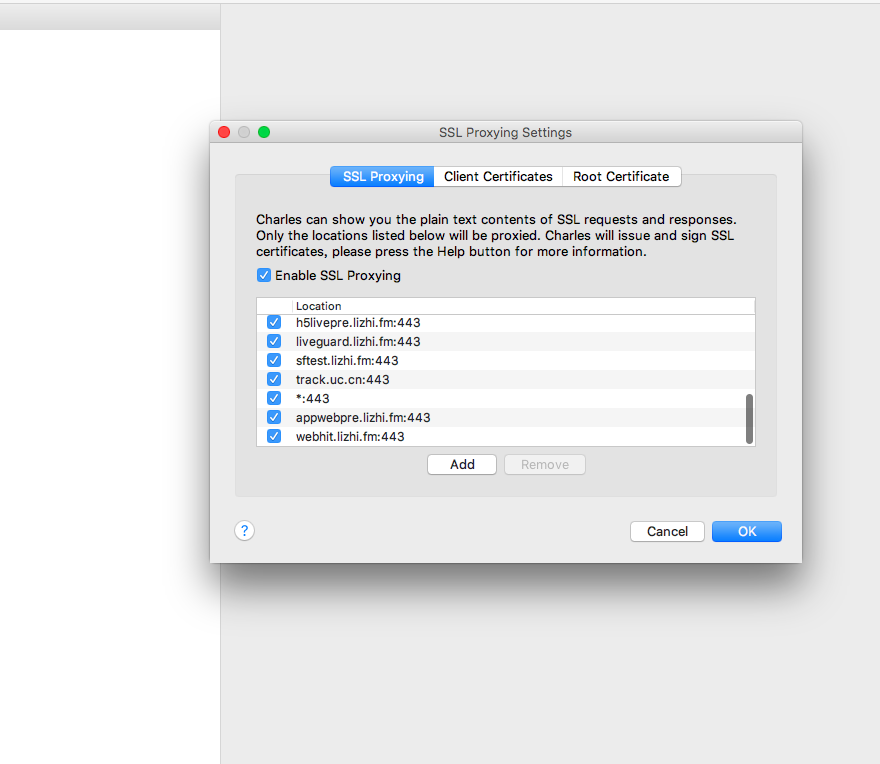 SSL Proxying Settings
SSL Proxying Client Certificates Root Certificate
Charles can show you the plain text contents of SSL requests and responses.
Only the locations listed below will be proxied. Charles will issue and sign SSL
certificates, please press the Help button for more information.
Enable SSL Proxying
Location
h5livepre.lizhi.fm:443
liveguard.lizhi.fm:443
sftest.lizhi.fm:443
track.uc.cn:443
*:443
appwebpre.lizhi.fm:443
webhit.lizhi.fm:443
Add Remove
? Cancel OK